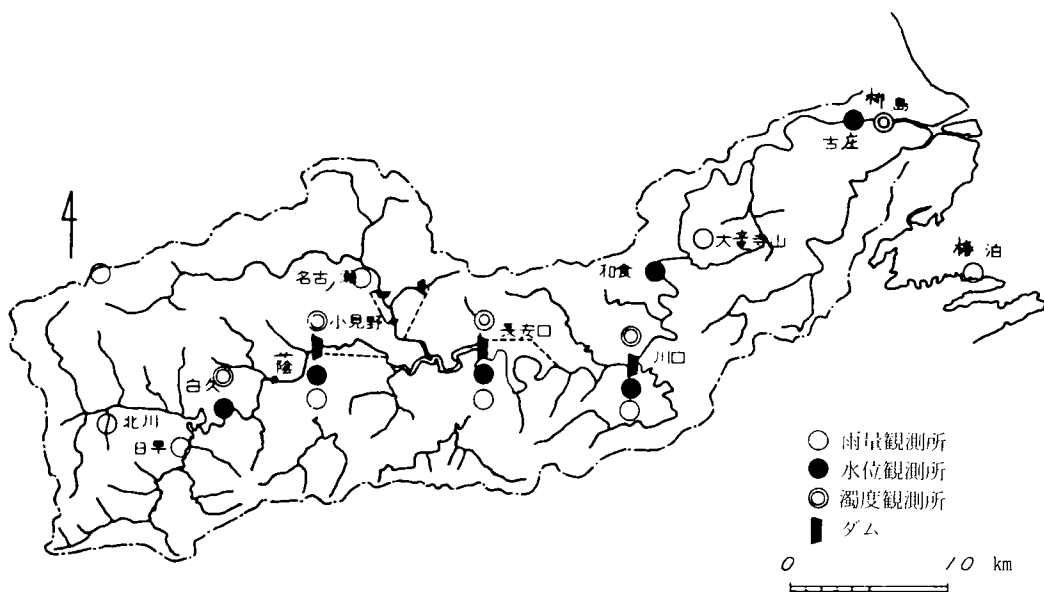 柳島
古庄
大竜寺山
椿泊
和食
名古ノ瀬
小見野
長安口
川口
蔭
白久
北川
日早
○ 雨量観測所
● 水位観測所
◎ 濁度観測所
ダム
0 10 km